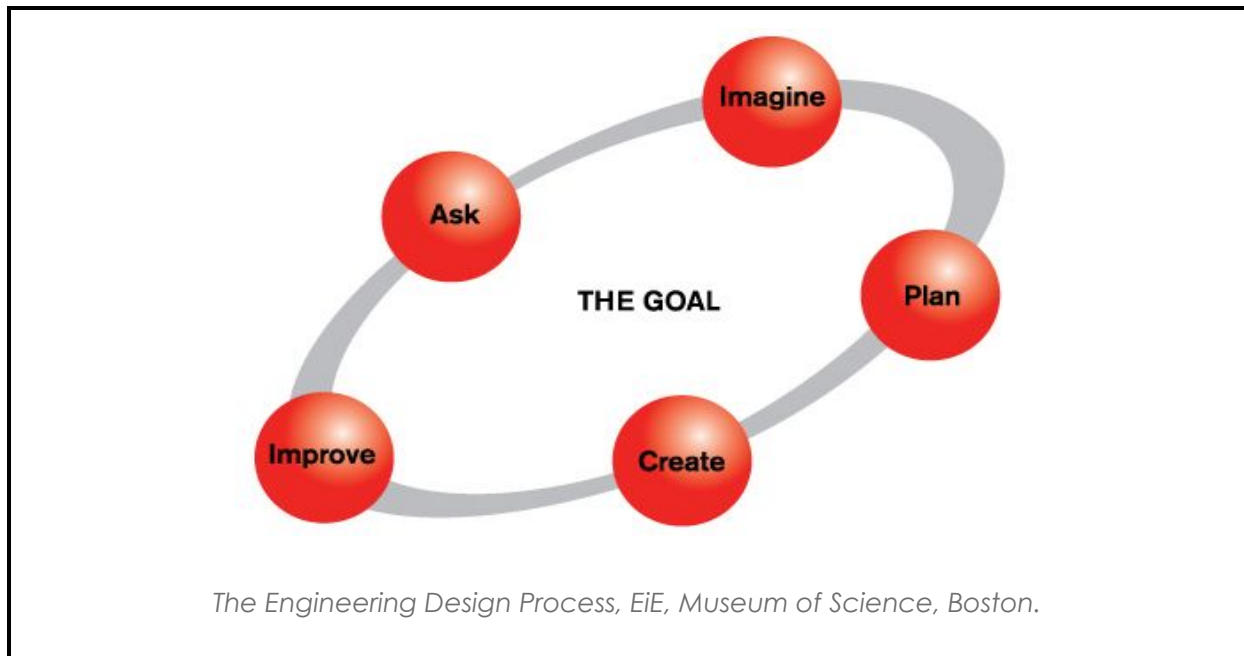 Imagine
Ask
THE GOAL
Plan
Improve
Create
The Engineering Design Process, EiE, Museum of Science, Boston.